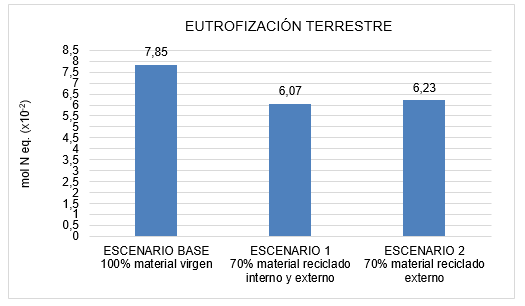 EUTROFIZACIÓN TERRESTRE
mol N eq. (x10⁻²)
8,5
8
7,5
7
6,5
6
5,5
5
4,5
4
3,5
3
2,5
2
1,5
1
0,5
0
7,85
6,07
6,23
ESCENARIO BASE
100% material virgen
ESCENARIO 1
70% material reciclado
interno y externo
ESCENARIO 2
70% material reciclado
externo